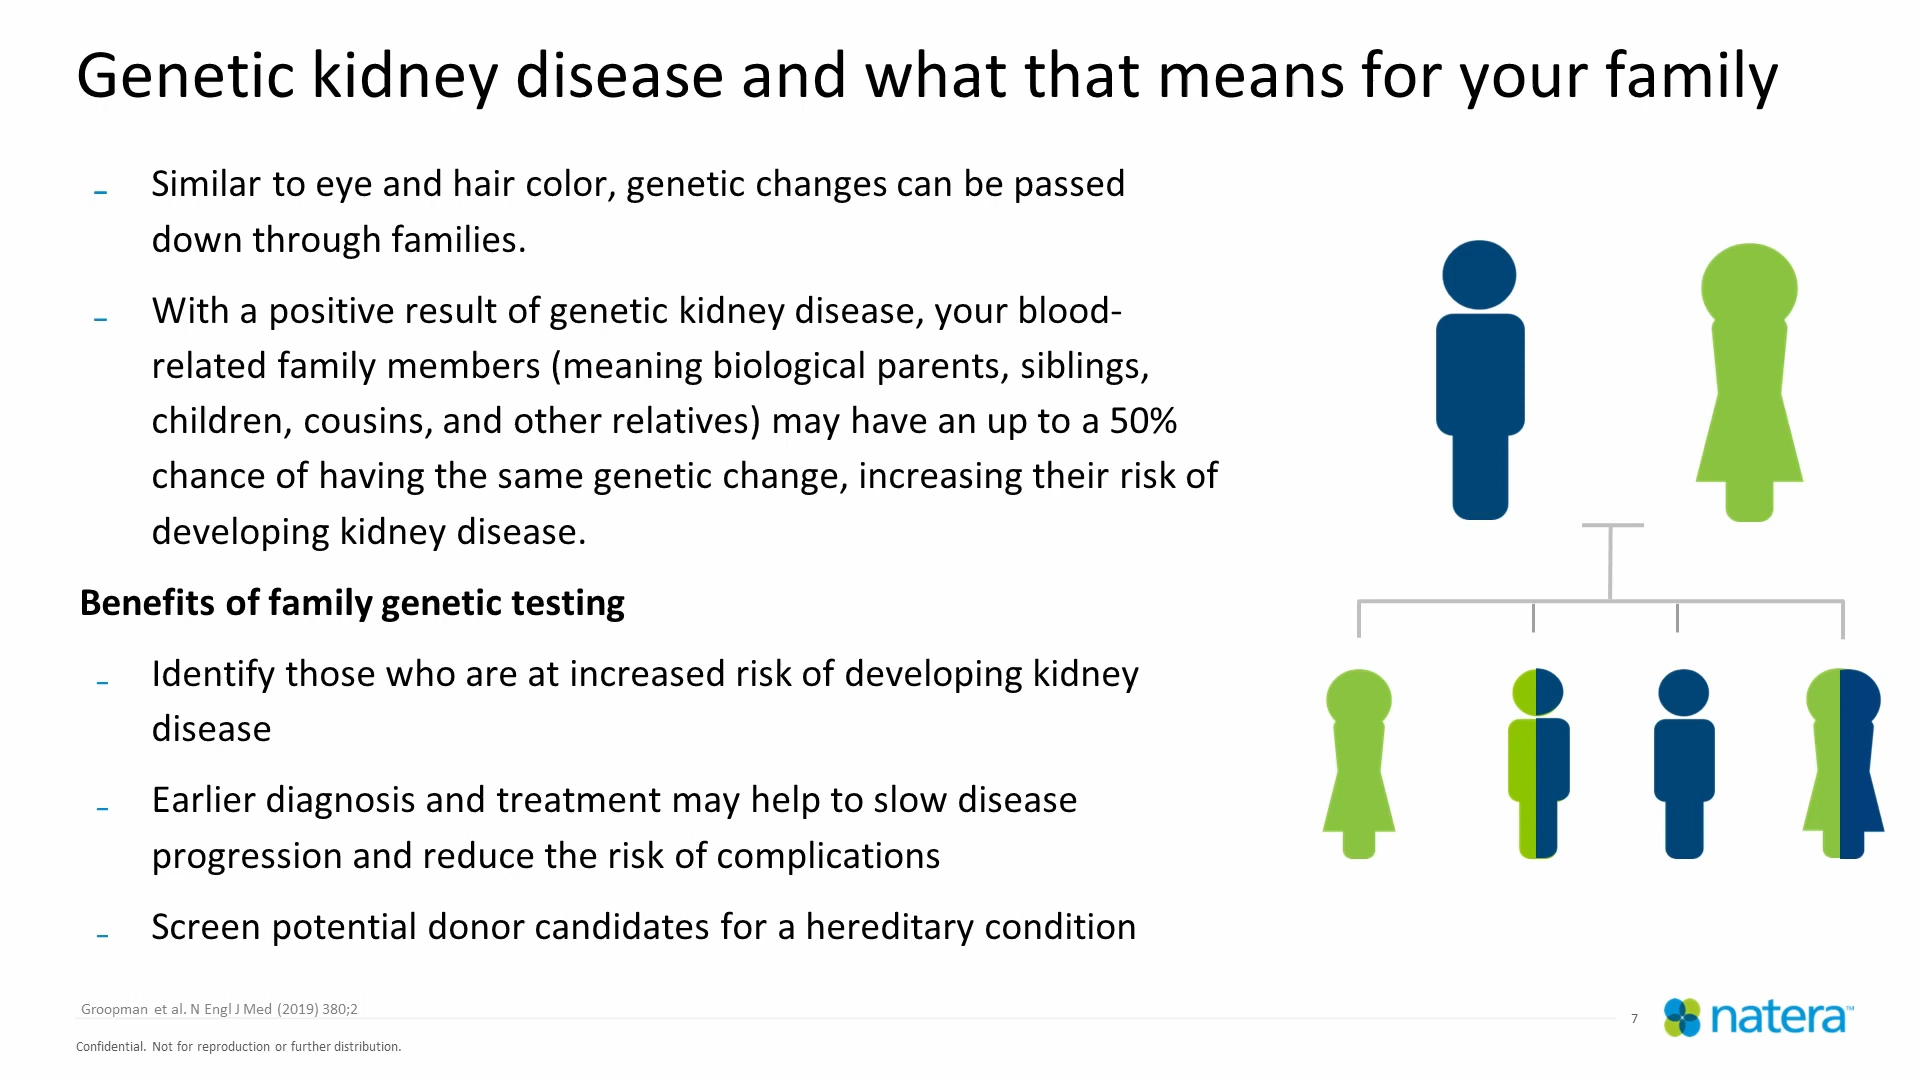 Genetic kidney disease and what that means for your family
Similar to eye and hair color, genetic changes can be passed
down through families.
With a positive result of genetic kidney disease, your blood-
related family members (meaning biological parents, siblings,
children, cousins, and other relatives) may have an up to a 50%
chance of having the same genetic change, increasing their risk of
developing kidney disease.
Benefits of family genetic testing
Identify those who are at increased risk of developing kidney
disease
Earlier diagnosis and treatment may help to slow disease
progression and reduce the risk of complications
Screen potential donor candidates for a hereditary condition
Groopman et al. N Engl J Med (2019) 380;2
7
natera™
Confidential. Not for reproduction or further distribution.